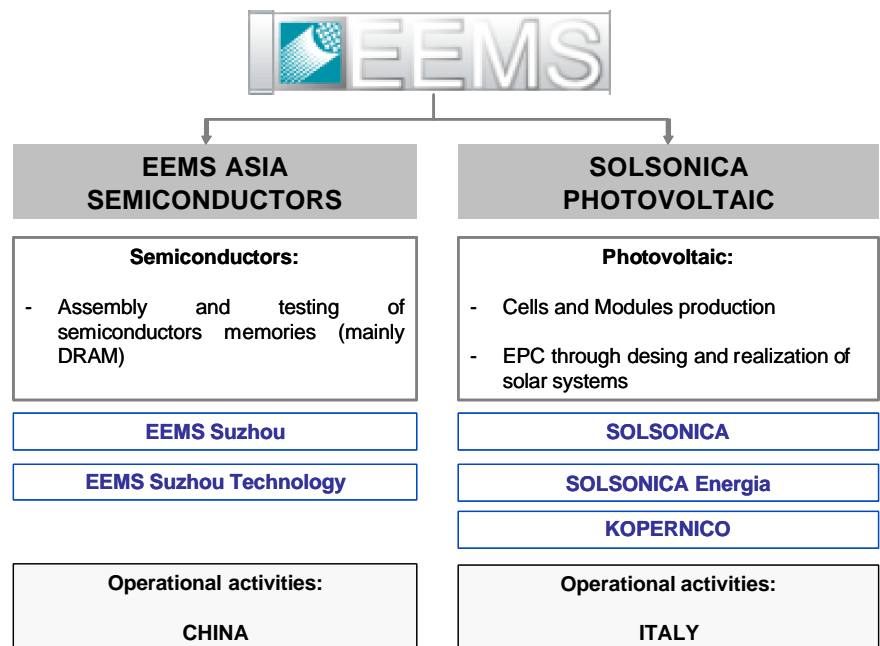 EEMS
EEMS ASIA
SEMICONDUCTORS
Semiconductors:
- Assembly and testing of
semiconductors memories (mainly
DRAM)
EEMS Suzhou
EEMS Suzhou Technology
Operational activities:
CHINA
SOLSONICA
PHOTOVOLTAIC
Photovoltaic:
- Cells and Modules production
- EPC through desing and realization of
solar systems
SOLSONICA
SOLSONICA Energia
KOPERNICO
Operational activities:
ITALY